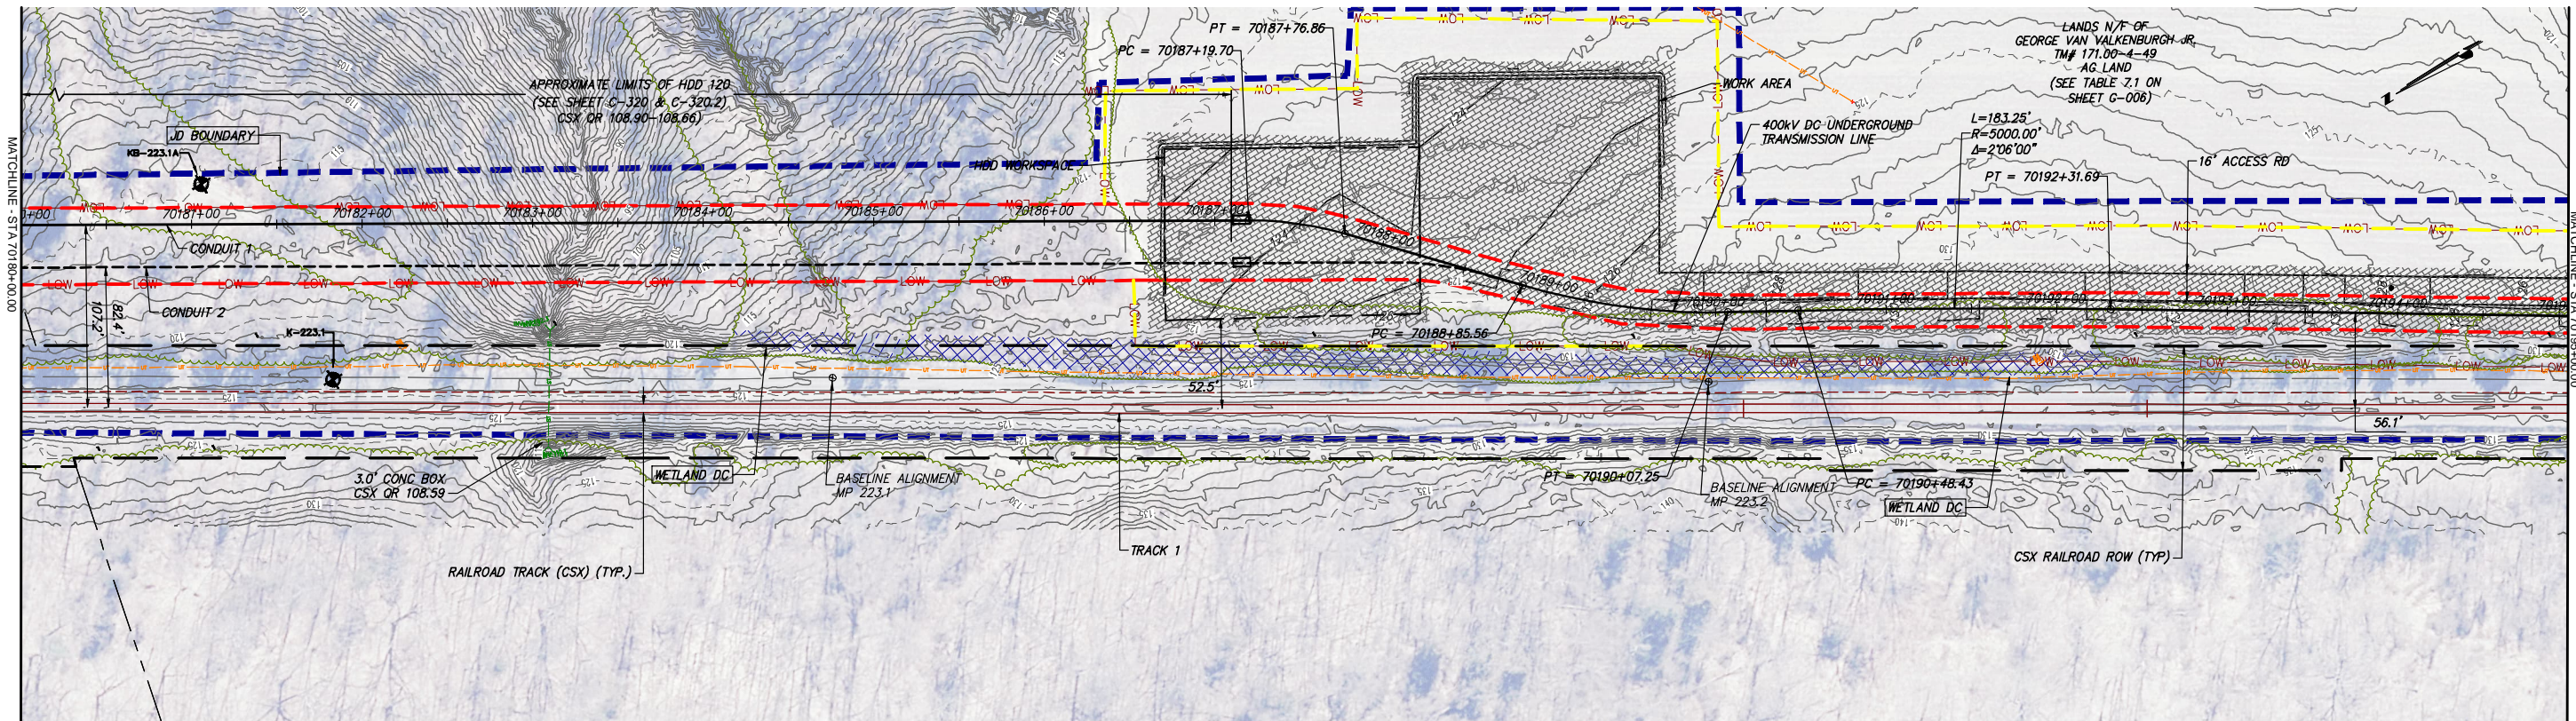 MATCHLINE - STA 70180+00.00
APPROXIMATE LIMITS OF HDD 120
(SEE SHEET C-320 & C-320.2)
CSX QR 108.90-108.66)
JD BOUNDARY
KB-223.1A
PC = 70187+19.70
PT = 70187+76.86
HDD WORKSPACE
WORK AREA
400kV DC UNDERGROUND
TRANSMISSION LINE
LANDS N/F OF
GEORGE VAN VALKENBURGH JR.
TM# 171.00-4-49
AG LAND
(SEE TABLE 7.1 ON
SHEET G-006)
L=183.25'
R=5000.00'
Δ=2°06'00"
PT = 70192+31.69
16' ACCESS RD
70181+00
70182+00
70183+00
70184+00
70185+00
70186+00
70187+00
70188+00
70189+00
70191+00
70192+00
70193+00
70194+00
CONDUIT 1
CONDUIT 2
82.4'
107.2'
K-223.1
PC = 70188+85.56
52.5'
56.1'
3.0' CONC BOX
CSX QR 108.59
WETLAND DC
BASELINE ALIGNMENT
MP 223.1
PT = 70190+07.25
BASELINE ALIGNMENT
MP 223.2
PC = 70190+48.43
WETLAND DC
TRACK 1
RAILROAD TRACK (CSX) (TYP.)
CSX RAILROAD ROW (TYP)
MATCHLINE - STA 70195+00.00